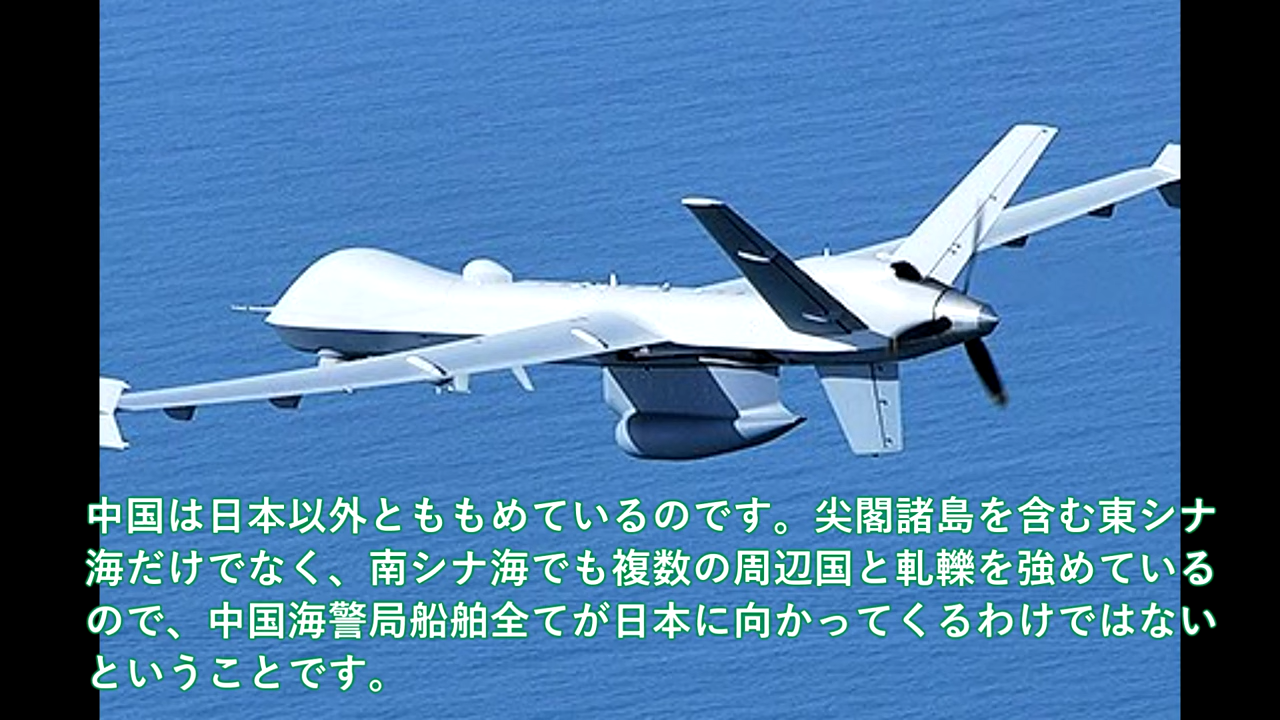 中国は日本以外とももめているのです。尖閣諸島を含む東シナ
海だけでなく、南シナ海でも複数の周辺国と軋轢を強めている
ので、中国海警局船舶全てが日本に向かってくるわけではない
ということです。